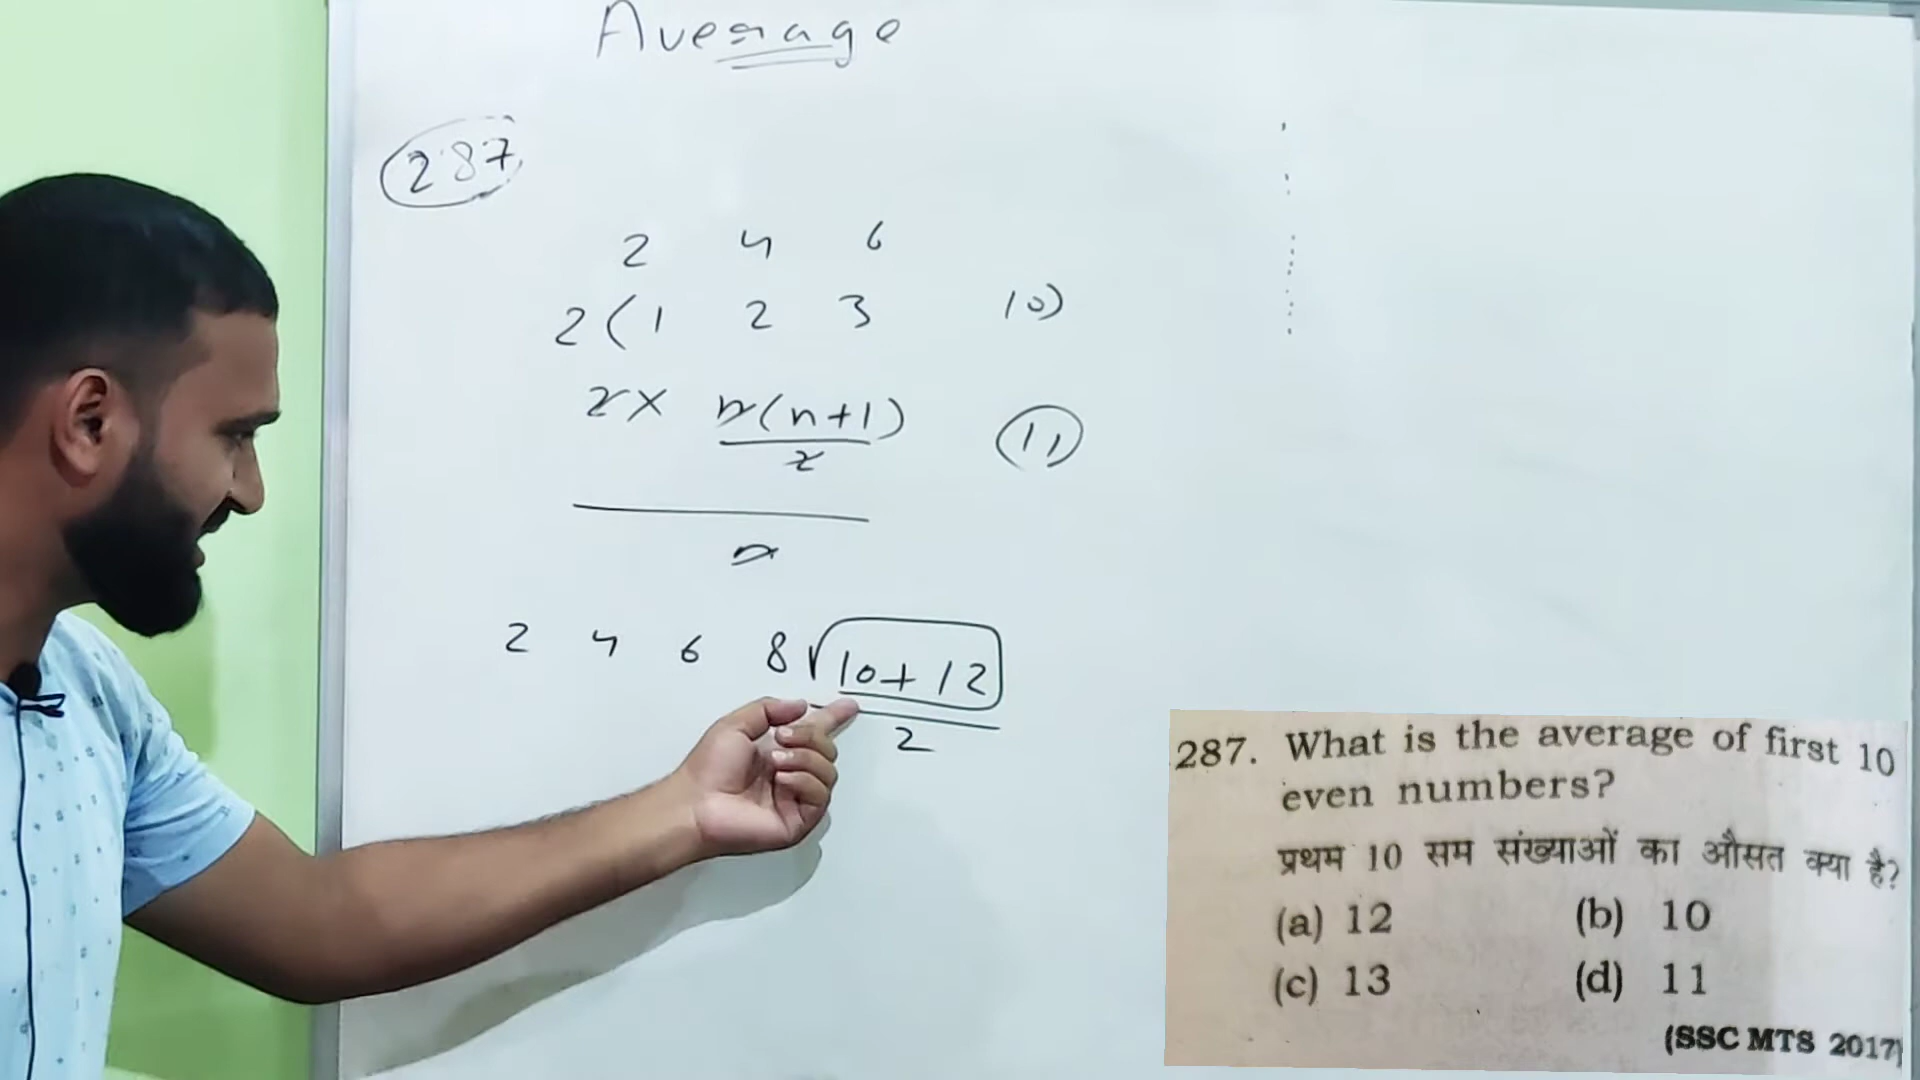 Average
287
2 4 6
2(1 2 3 10)
2× n(n+1)
2
11
n
2 4 6 8 10+12
2
287. What is the average of first 10
even numbers?
प्रथम 10 सम संख्याओं का औसत क्या है?
(a) 12 (b) 10
(c) 13 (d) 11
(SSC MTS 2017)